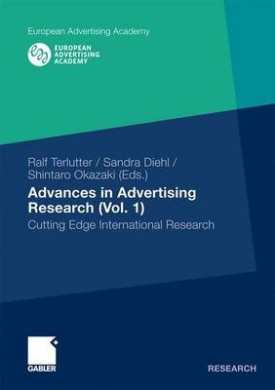 European Advertising Academy
EUROPEAN
ADVERTISING
ACADEMY
Ralf Terlutter / Sandra Diehl /
Shintaro Okazaki (Eds.)
Advances in Advertising
Research (Vol. 1)
Cutting Edge International Research
GABLER
RESEARCH